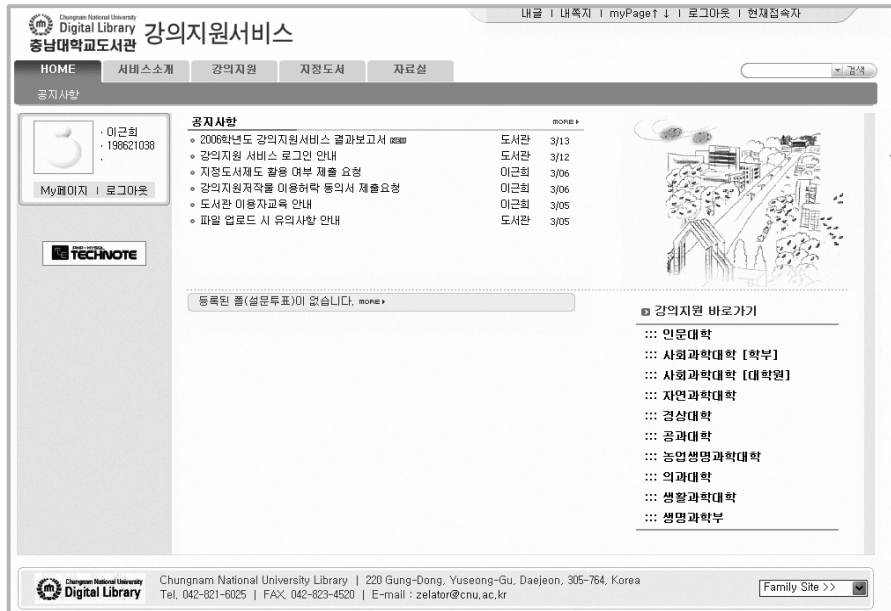 내글 | 내쪽지 | myPage↑↓ | 로그아웃 | 현재접속자
Chungnam National University
Digital Library
충남대학교도서관
강의지원서비스
HOME 서비스소개 강의지원 지정도서 자료실 검색
공지사항
· 이근희
· 198621038
·
My페이지 | 로그아웃
PHP-MYSQL
TECHNOTE
공지사항 MORE
2006학년도 강의지원서비스 결과보고서 NEW 도서관 3/13
강의지원 서비스 로그인 안내 도서관 3/12
지정도서제도 활용 여부 제출 요청 이근희 3/06
강의지원저작물 이용허락 동의서 제출요청 이근희 3/06
도서관 이용자교육 안내 이근희 3/05
파일 업로드 시 유의사항 안내 도서관 3/05
등록된 폴(설문투표)이 없습니다. MORE
강의지원 바로가기
::: 인문대학
::: 사회과학대학 [학부]
::: 사회과학대학 [대학원]
::: 자연과학대학
::: 경상대학
::: 공과대학
::: 농업생명과학대학
::: 의과대학
::: 생활과학대학
::: 생명과학부
Chungnam National University
Digital Library
Chungnam National University Library | 220 Gung-Dong, Yuseong-Gu, Daejeon, 305-764, Korea
Tel, 042-821-6025 | FAX, 042-823-4520 | E-mail : zelator@cnu.ac.kr
Family Site >>